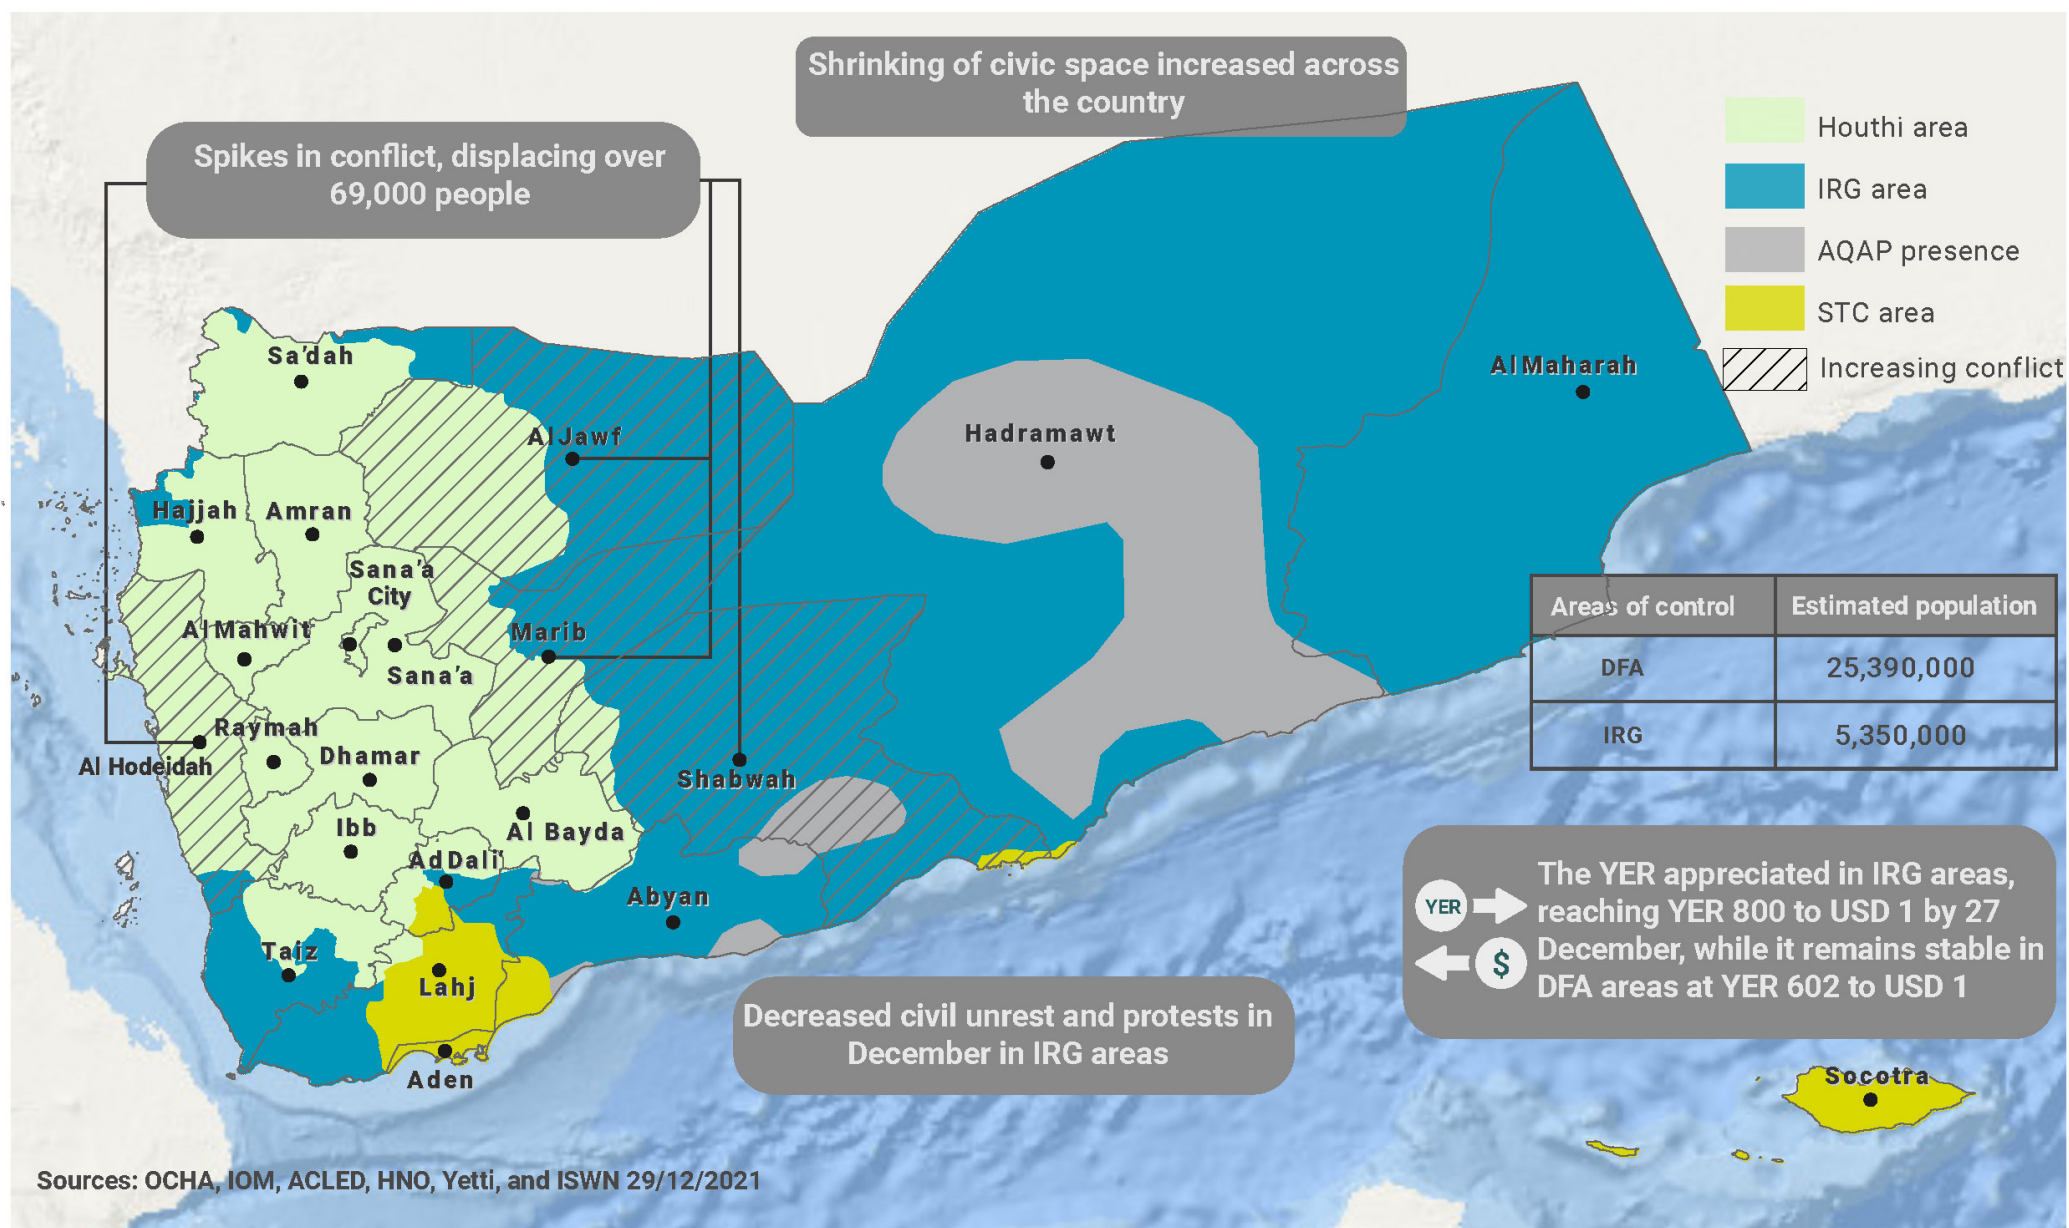 Shrinking of civic space increased across
the country
Spikes in conflict, displacing over
69,000 people
Houthi area
IRG area
AQAP presence
STC area
Increasing conflict
Sa'dah
Al Jawf
Al Maharah
Hadramawt
Hajjah
Amran
Sana'a
City
Al Mahwit
Marib
Sana'a
Raymah
Dhamar
Al Hodeidah
Shabwah
Ibb
Al Bayda
Ad Dali'
Abyan
Taiz
Lahj
Aden
Socotra
Areas of control Estimated population
DFA 25,390,000
IRG 5,350,000
YER
$
The YER appreciated in IRG areas,
reaching YER 800 to USD 1 by 27
December, while it remains stable in
DFA areas at YER 602 to USD 1
Decreased civil unrest and protests in
December in IRG areas
Sources: OCHA, IOM, ACLED, HNO, Yetti, and ISWN 29/12/2021